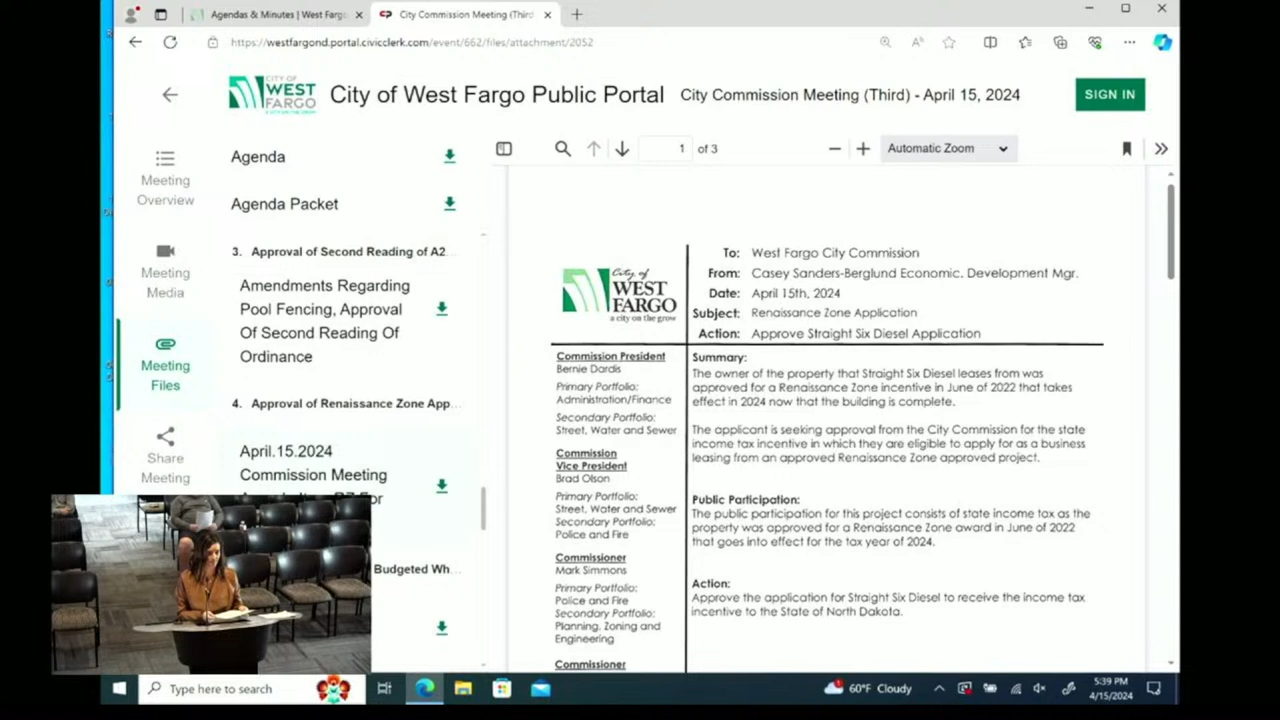 Agendas & Minutes | West Fargo
City Commission Meeting (Third)
https://westfargond.portal.civicclerk.com/event/662/files/attachment/2052
CITY OF
WEST
FARGO
City of West Fargo Public Portal
City Commission Meeting (Third) - April 15, 2024
SIGN IN
Meeting
Overview
Meeting
Media
Meeting
Files
Share
Meeting
Agenda
Agenda Packet
3. Approval of Second Reading of A2
Amendments Regarding
Pool Fencing, Approval
Of Second Reading Of
Ordinance
4. Approval of Renaissance Zone App...
April.15.2024
Commission Meeting
For
Budgeted Wh...
1 of 3
Automatic Zoom
City of
WEST
FARGO
a city on the grow
To: West Fargo City Commission
From: Casey Sanders-Berglund Economic. Development Mgr.
Date: April 15th, 2024
Subject: Renaissance Zone Application
Action: Approve Straight Six Diesel Application
Commission President
Bernie Dardis
Primary Portfolio:
Administration/Finance
Secondary Portfolio:
Street, Water and Sewer
Commission
Vice President
Brad Olson
Primary Portfolio:
Street, Water and Sewer
Secondary Portfolio:
Police and Fire
Commissioner
Mark Simmons
Primary Portfolio:
Police and Fire
Secondary Portfolio:
Planning, Zoning and
Engineering
Commissioner
Summary:
The owner of the property that Straight Six Diesel leases from was
approved for a Renaissance Zone incentive in June of 2022 that takes
effect in 2024 now that the building is complete.
The applicant is seeking approval from the City Commission for the state
income tax incentive in which they are eligible to apply for as a business
leasing from an approved Renaissance Zone approved project.
Public Participation:
The public participation for this project consists of state income tax as the
property was approved for a Renaissance Zone award in June of 2022
that goes into effect for the tax year of 2024.
Action:
Approve the application for Straight Six Diesel to receive the income tax
incentive to the State of North Dakota.
Type here to search
60°F Cloudy
5:39 PM
4/15/2024